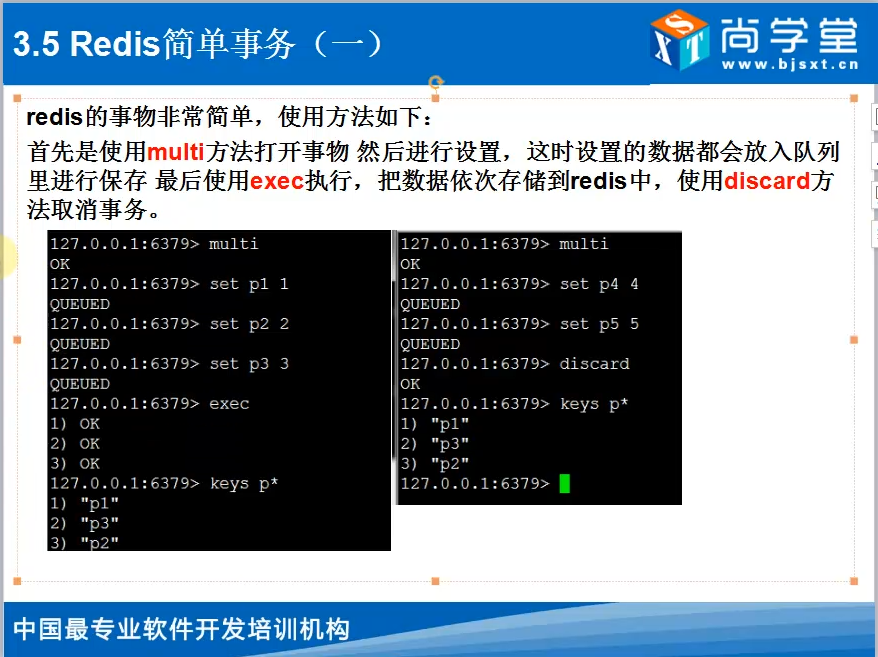 3.5 Redis简单事务（一）
XST
尚学堂
www.bjsxt.cn
redis的事物非常简单，使用方法如下：
首先是使用multi方法打开事物 然后进行设置，这时设置的数据都会放入队列
里进行保存 最后使用exec执行，把数据依次存储到redis中，使用discard方
法取消事务。
127.0.0.1:6379> multi
OK
127.0.0.1:6379> set p1 1
QUEUED
127.0.0.1:6379> set p2 2
QUEUED
127.0.0.1:6379> set p3 3
QUEUED
127.0.0.1:6379> exec
1) OK
2) OK
3) OK
127.0.0.1:6379> keys p*
1) "p1"
2) "p3"
3) "p2"
127.0.0.1:6379> multi
OK
127.0.0.1:6379> set p4 4
QUEUED
127.0.0.1:6379> set p5 5
QUEUED
127.0.0.1:6379> discard
OK
127.0.0.1:6379> keys p*
1) "p1"
2) "p3"
3) "p2"
127.0.0.1:6379>
中国最专业软件开发培训机构